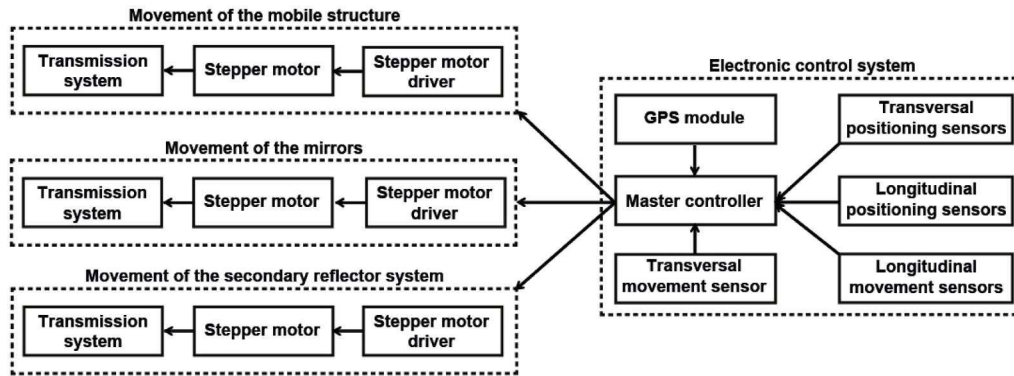 Movement of the mobile structure
Transmission
system
Stepper motor
Stepper motor
driver
Movement of the mirrors
Transmission
system
Stepper motor
Stepper motor
driver
Movement of the secondary reflector system
Transmission
system
Stepper motor
Stepper motor
driver
Electronic control system
GPS module
Transversal
positioning sensors
Master controller
Longitudinal
positioning sensors
Transversal
movement sensor
Longitudinal
movement sensors